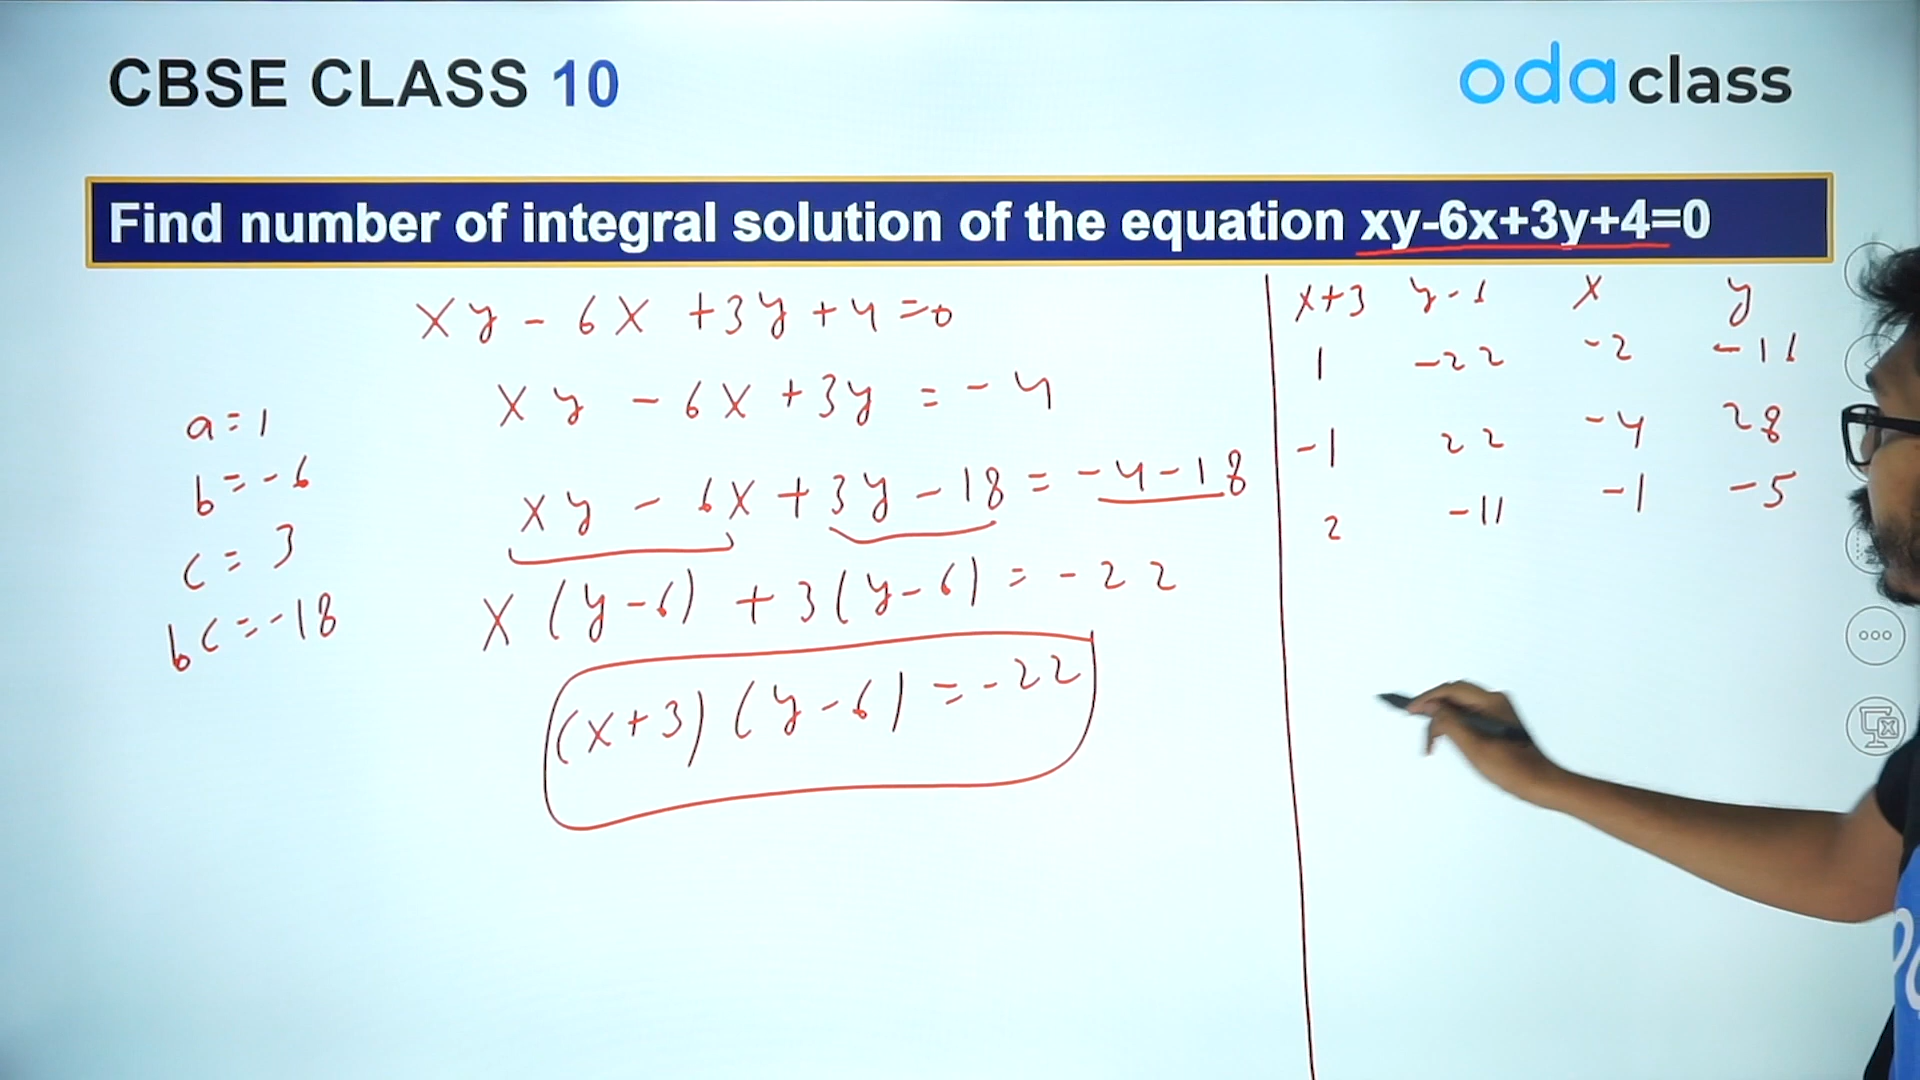 CBSE CLASS 10
oda class
Find number of integral solution of the equation xy-6x+3y+4=0
xy - 6x + 3y + 4 = 0
xy - 6x + 3y = -4
xy - 6x + 3y - 18 = -4 - 18
x(y-6) + 3(y-6) = -22
(x+3)(y-6) = -22
a = 1
b = -6
c = 3
bc = -18
x+3 y-6 x y
1 -22 -2 -16
-1 22 -4 28
2 -11 -1 -5